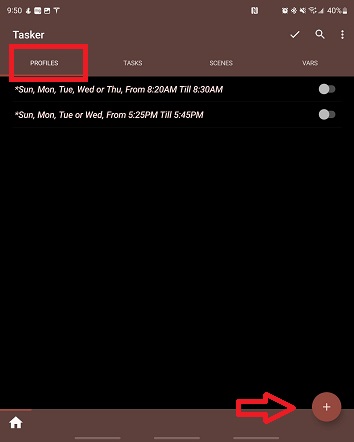 9:50
40%
Tasker
PROFILES TASKS SCENES VARS
*Sun, Mon, Tue, Wed or Thu, From 8:20AM Till 8:30AM
*Sun, Mon, Tue or Wed, From 5:25PM Till 5:45PM